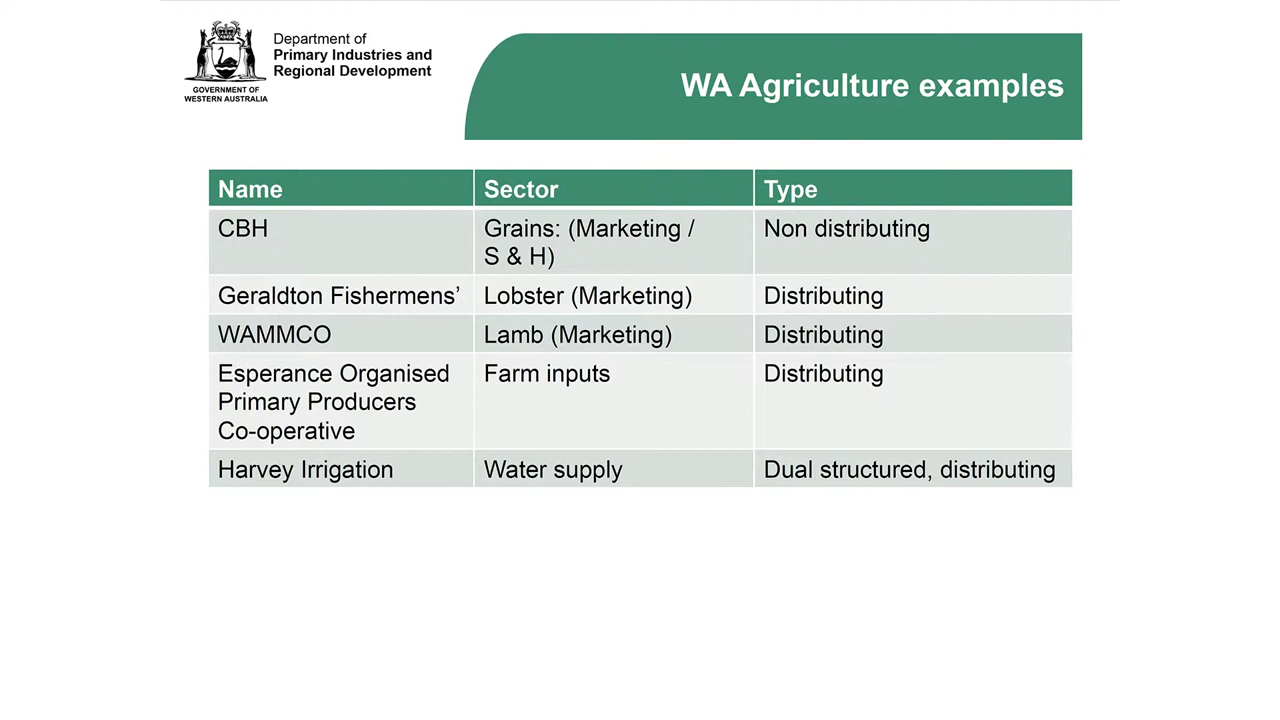 Department of
Primary Industries and
Regional Development
GOVERNMENT OF
WESTERN AUSTRALIA
WA Agriculture examples
Name Sector Type
CBH Grains: (Marketing / Non distributing
S & H)
Geraldton Fishermens’ Lobster (Marketing) Distributing
WAMMCO Lamb (Marketing) Distributing
Esperance Organised Farm inputs Distributing
Primary Producers
Co-operative
Harvey Irrigation Water supply Dual structured, distributing